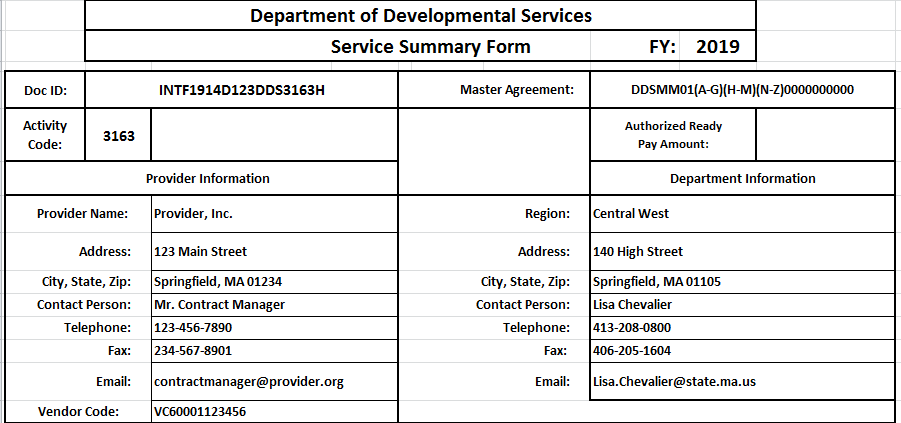 Department of Developmental Services
Service Summary Form FY: 2019
Doc ID: INTF1914D123DDS3163H Master Agreement: DDSMM01(A-G)(H-M)(N-Z)0000000000
Activity Code: 3163 Authorized Ready Pay Amount:
Provider Information Department Information
Provider Name: Provider, Inc. Region: Central West
Address: 123 Main Street Address: 140 High Street
City, State, Zip: Springfield, MA 01234 City, State, Zip: Springfield, MA 01105
Contact Person: Mr. Contract Manager Contact Person: Lisa Chevalier
Telephone: 123-456-7890 Telephone: 413-208-0800
Fax: 234-567-8901 Fax: 406-205-1604
Email: contractmanager@provider.org Email: Lisa.Chevalier@state.ma.us
Vendor Code: VC60001123456